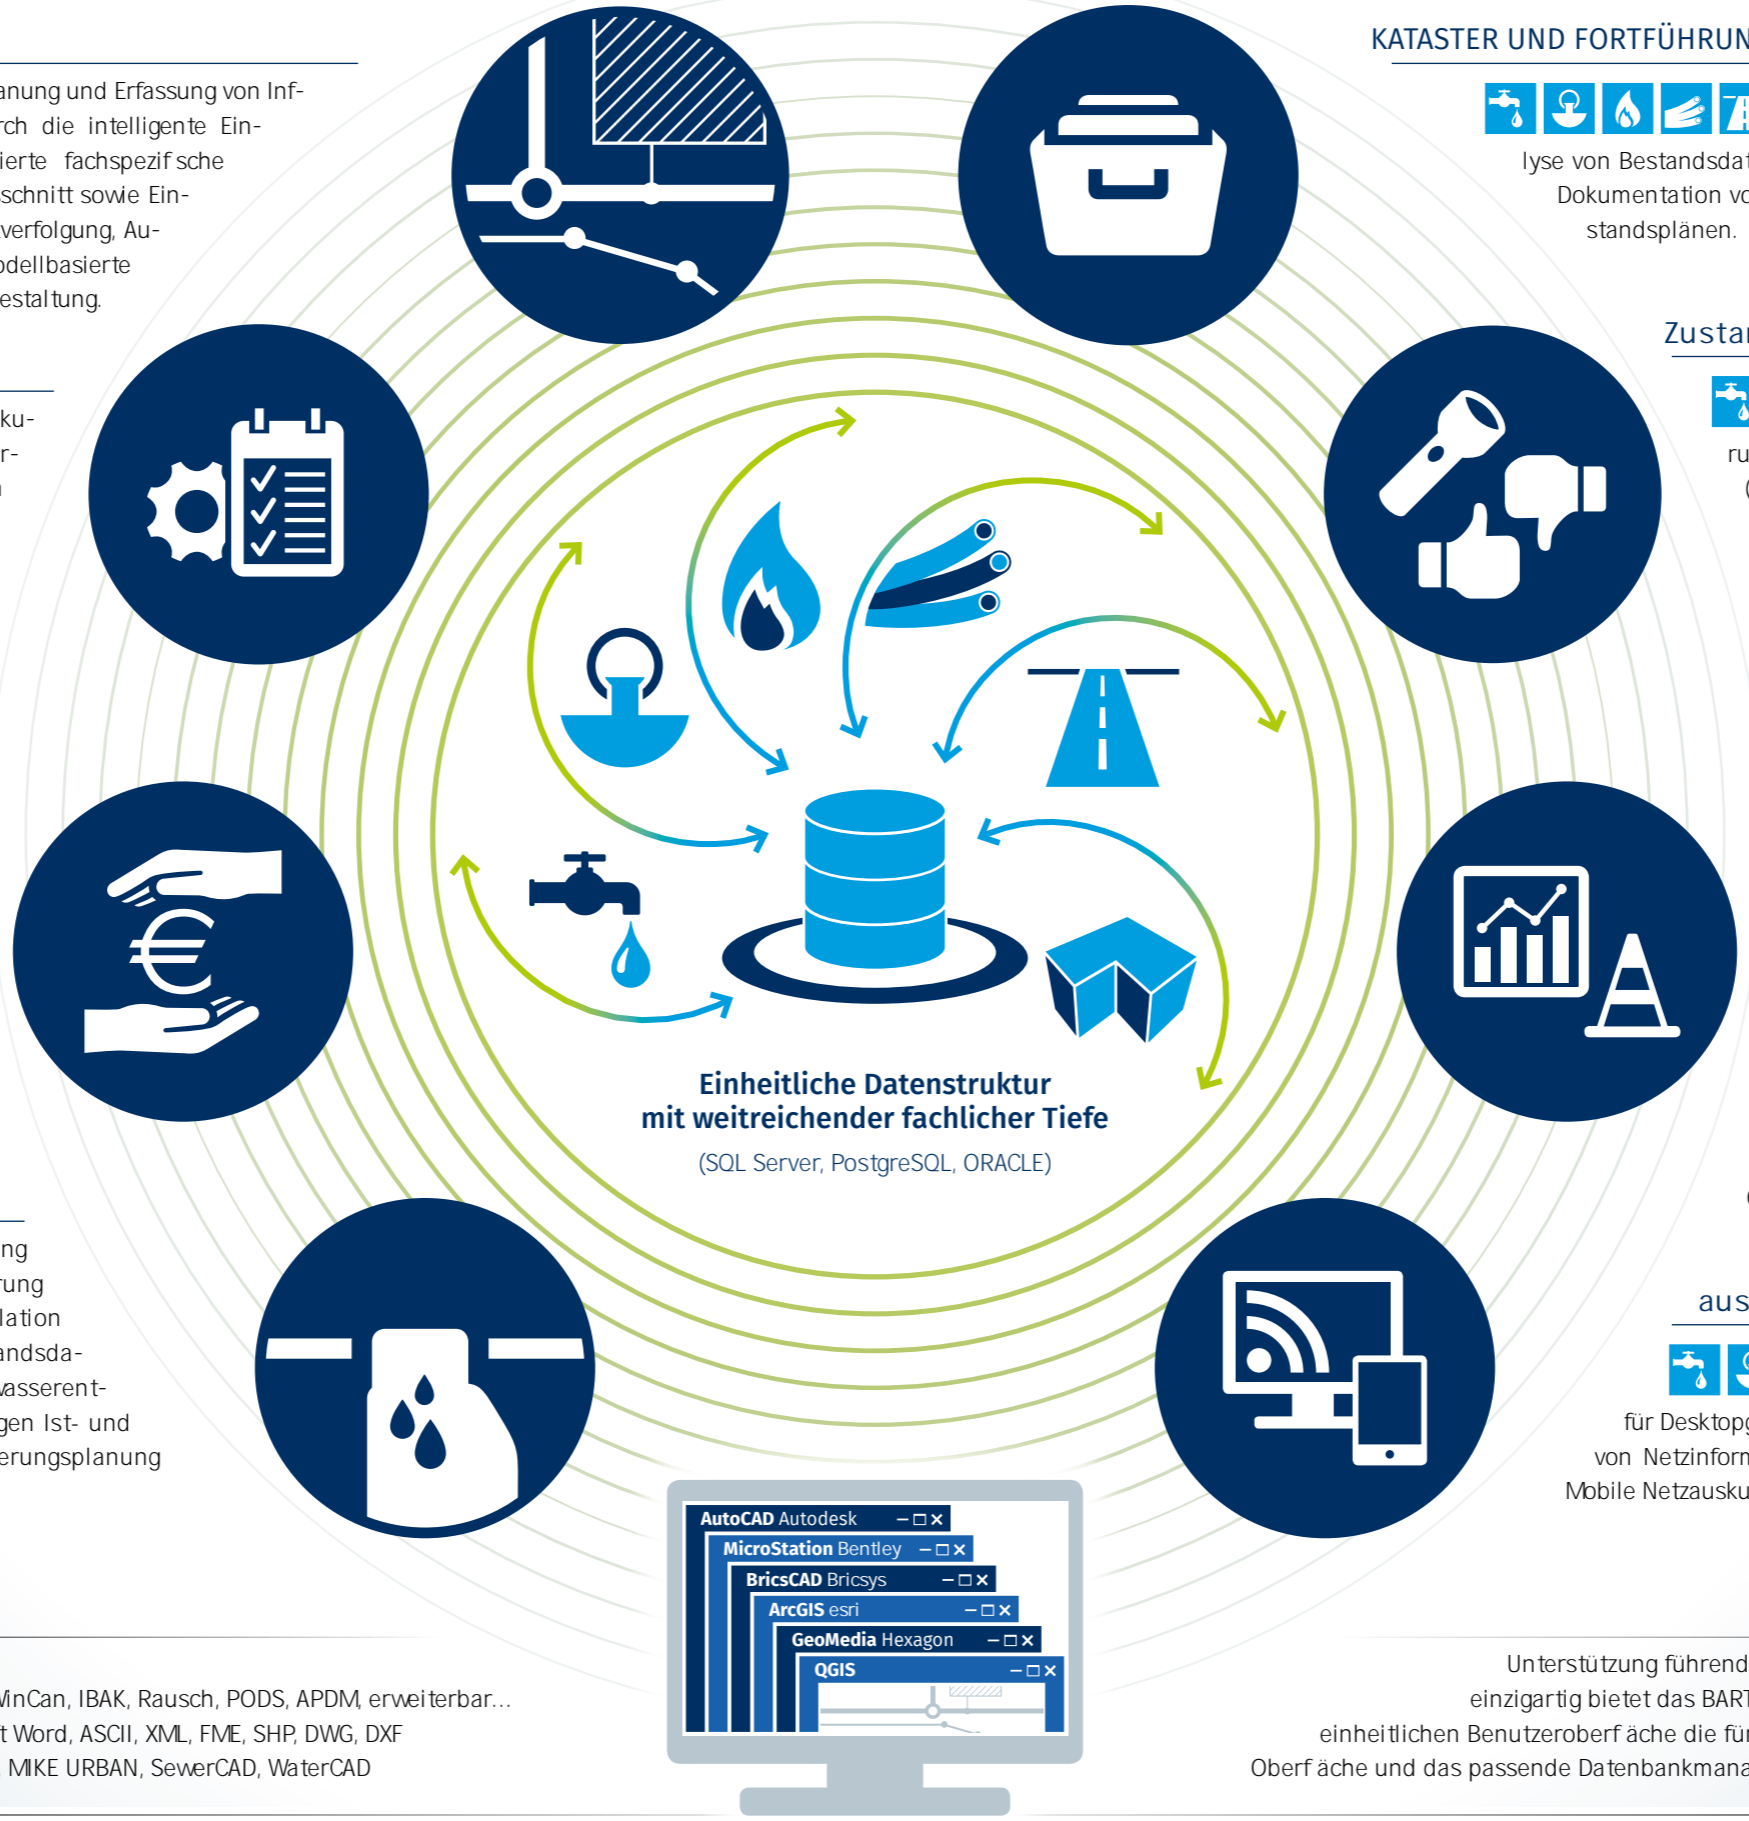 anung und Erfassung von Inf-
rch die intelligente Ein-
ierte fachspezif sche
sschnitt sowie Ein-
verfolgung, Au-
odellbasierte
estaltung.
KATASTER UND FORTFÜHRUN
lyse von Bestandsdat
Dokumentation vo
standsplänen.
ku-
r-
Zustar
ru
(
Einheitliche Datenstruktur
mit weitreichender fachlicher Tiefe
(SQL Server, PostgreSQL, ORACLE)
ng
rung
lation
andsda-
wasserent-
gen Ist- und
erungsplanung
aus
für Desktopg
von Netzinform
Mobile Netzausku
AutoCAD Autodesk
MicroStation Bentley
BricsCAD Bricsys
ArcGIS esri
GeoMedia Hexagon
QGIS
WinCan, IBAK, Rausch, PODS, APDM, erweiterbar...
t Word, ASCII, XML, FME, SHP, DWG, DXF
MIKE URBAN, SewerCAD, WaterCAD
Unterstützung führend
einzigartig bietet das BART
einheitlichen Benutzeroberf äche die für
Oberf äche und das passende Datenbankmana